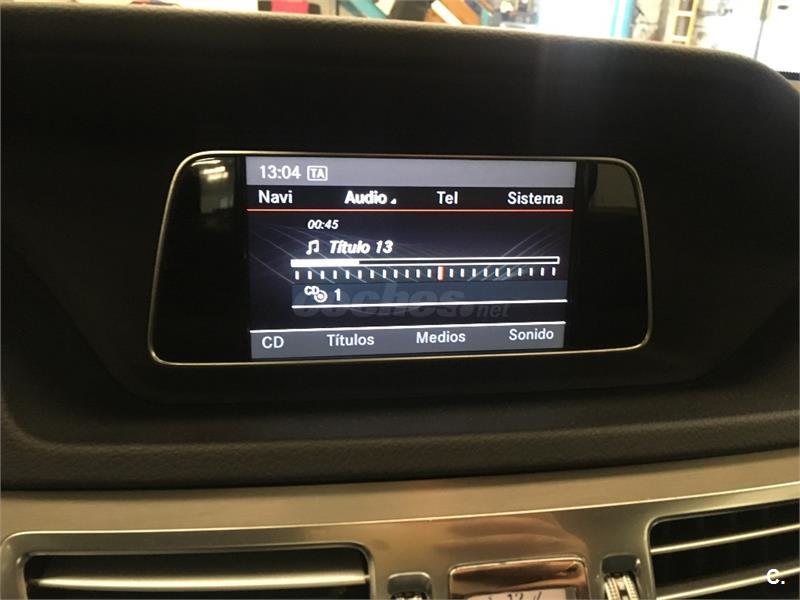 13:04 TA
Navi Audio Tel Sistema
00:45
Título 13
CD 1
coches.net
CD Títulos Medios Sonido
c.